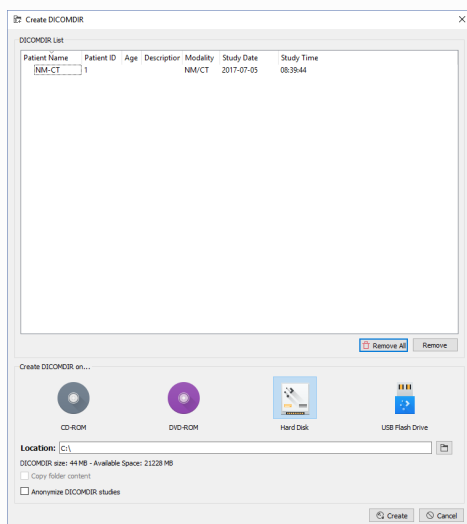 Create DICOMDIR
DICOMDIR List
Patient Name Patient ID Age Description Modality Study Date Study Time
NM-CT 1 NM/CT 2017-07-05 08:39:44
Remove All Remove
Create DICOMDIR on...
CD-ROM DVD-ROM Hard Disk USB Flash Drive
Location: C:\
DICOMDIR size: 44 MB - Available Space: 21228 MB
Copy folder content
Anonymize DICOMDIR studies
Create Cancel